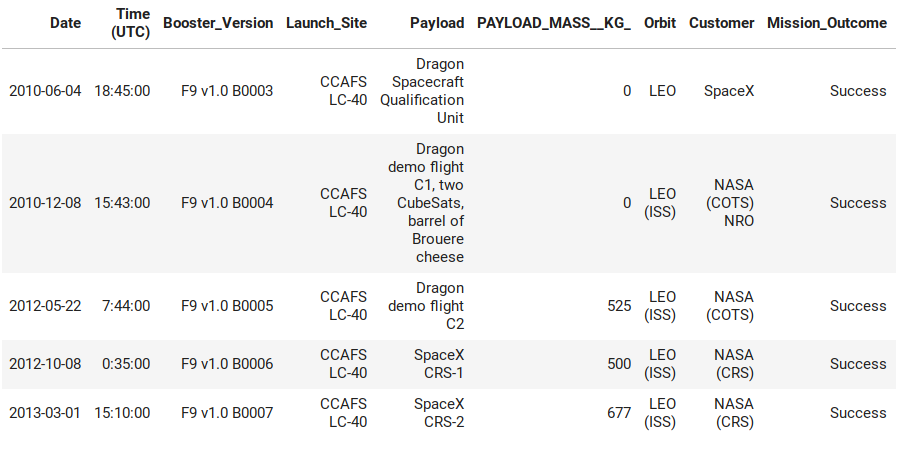 Date Time (UTC) Booster_Version Launch_Site Payload PAYLOAD_MASS__KG_ Orbit Customer Mission_Outcome
2010-06-04 18:45:00 F9 v1.0 B0003 CCAFS LC-40 Dragon Spacecraft Qualification Unit 0 LEO SpaceX Success
2010-12-08 15:43:00 F9 v1.0 B0004 CCAFS LC-40 Dragon demo flight C1, two CubeSats, barrel of Brouere cheese 0 LEO (ISS) NASA (COTS) NRO Success
2012-05-22 7:44:00 F9 v1.0 B0005 CCAFS LC-40 Dragon demo flight C2 525 LEO (ISS) NASA (COTS) Success
2012-10-08 0:35:00 F9 v1.0 B0006 CCAFS LC-40 SpaceX CRS-1 500 LEO (ISS) NASA (CRS) Success
2013-03-01 15:10:00 F9 v1.0 B0007 CCAFS LC-40 SpaceX CRS-2 677 LEO (ISS) NASA (CRS) Success